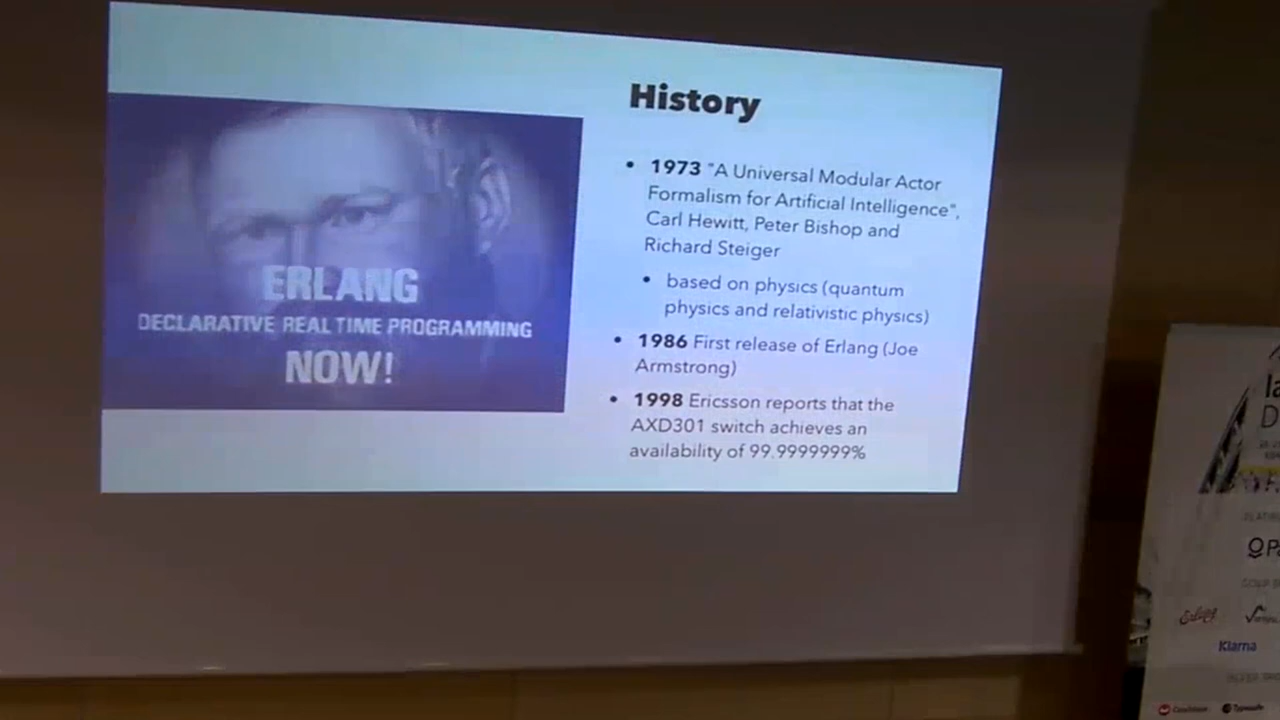 ERLANG
DECLARATIVE REAL TIME PROGRAMMING
NOW!
History
• 1973 "A Universal Modular Actor
Formalism for Artificial Intelligence",
Carl Hewitt, Peter Bishop and
Richard Steiger
• based on physics (quantum
physics and relativistic physics)
• 1986 First release of Erlang (Joe
Armstrong)
• 1998 Ericsson reports that the
AXD301 switch achieves an
availability of 99.9999999%
Erlang
Klarna